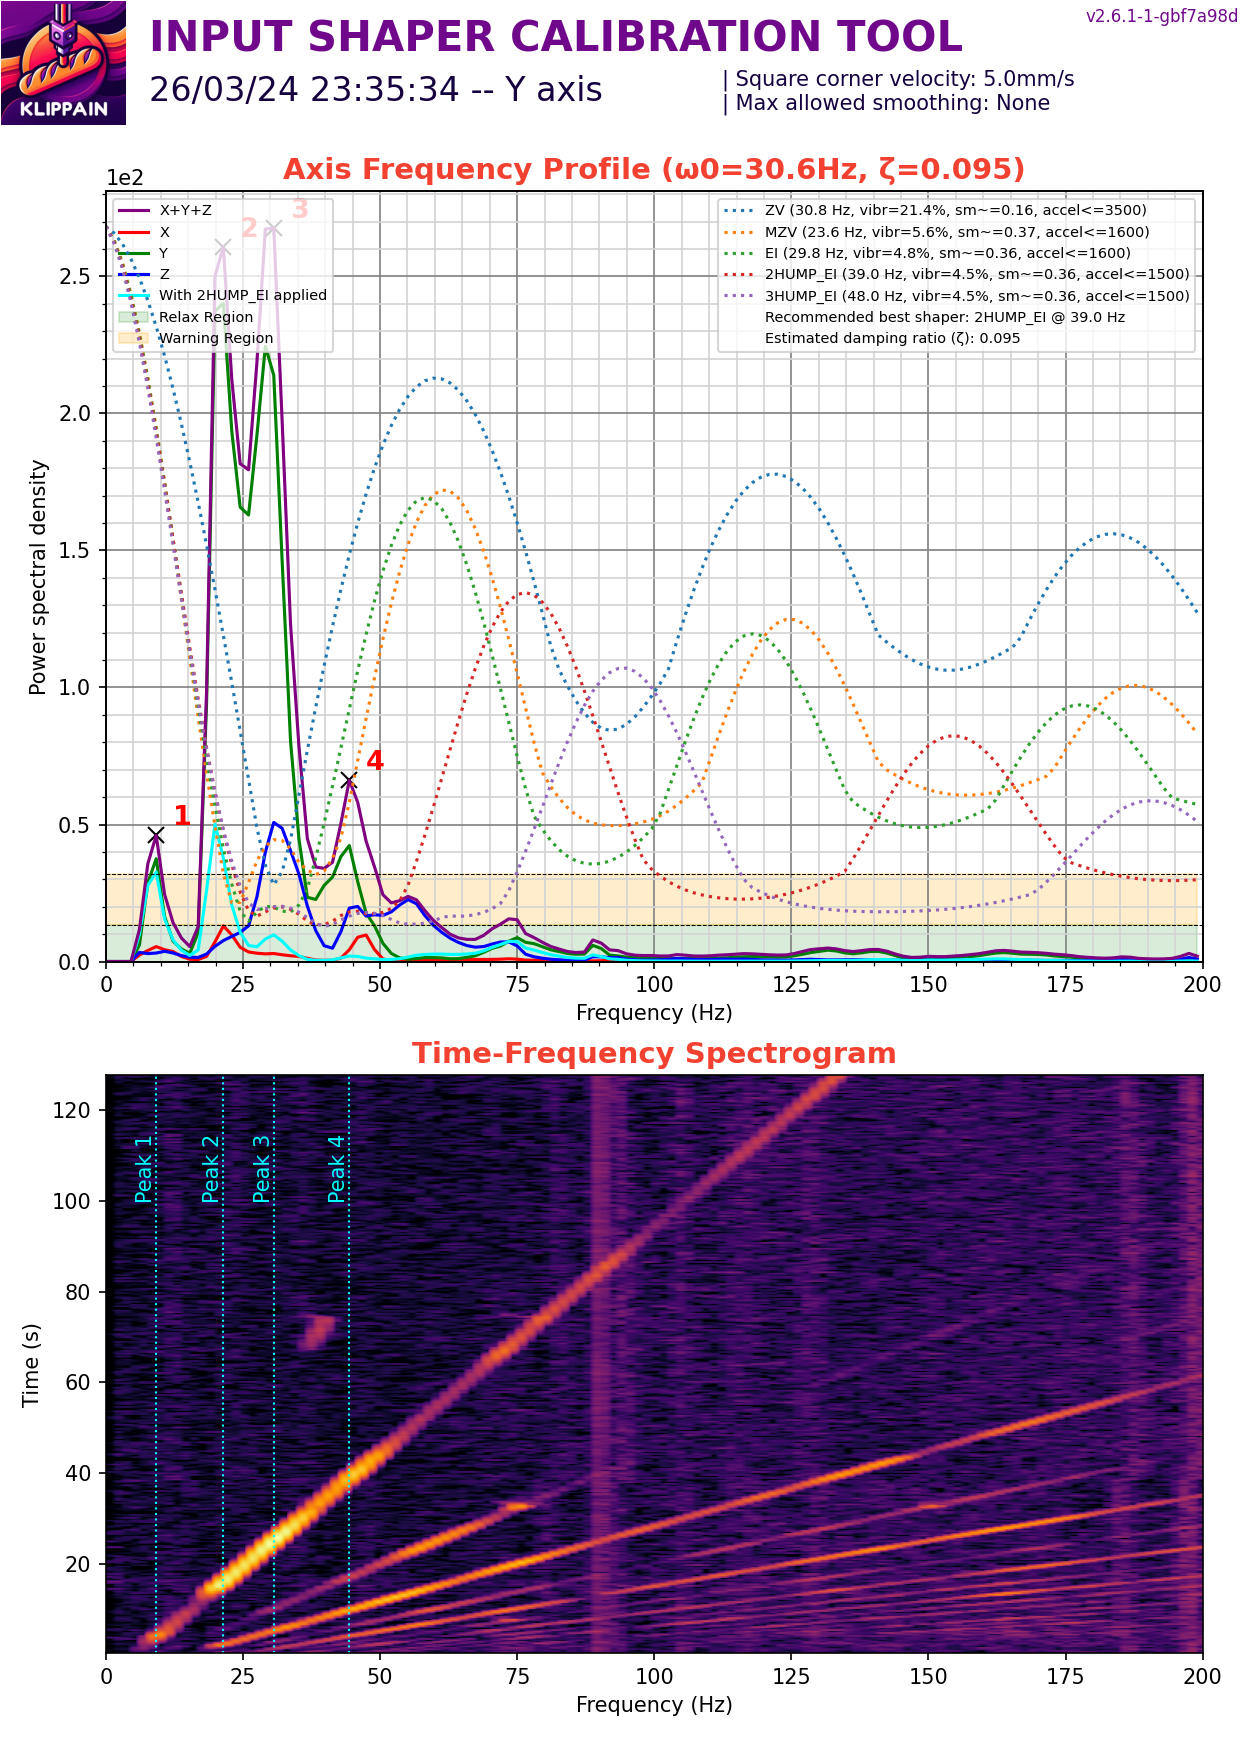 v2.6.1-1-gbf7a98d
INPUT SHAPER CALIBRATION TOOL
26/03/24 23:35:34 -- Y axis
| Square corner velocity: 5.0mm/s
| Max allowed smoothing: None
KLIPPAIN
Axis Frequency Profile (ω0=30.6Hz, ζ=0.095)
1e2
X+Y+Z
X
Y
Z
With 2HUMP_EI applied
Relax Region
Warning Region
ZV (30.8 Hz, vibr=21.4%, sm~=0.16, accel<=3500)
MZV (23.6 Hz, vibr=5.6%, sm~=0.37, accel<=1600)
EI (29.8 Hz, vibr=4.8%, sm~=0.36, accel<=1600)
2HUMP_EI (39.0 Hz, vibr=4.5%, sm~=0.36, accel<=1500)
3HUMP_EI (48.0 Hz, vibr=4.5%, sm~=0.36, accel<=1500)
Recommended best shaper: 2HUMP_EI @ 39.0 Hz
Estimated damping ratio (ζ): 0.095
1
2
3
4
Power spectral density
2.5
2.0
1.5
1.0
0.5
0.0
0 25 50 75 100 125 150 175 200
Frequency (Hz)
Time-Frequency Spectrogram
Peak 1
Peak 2
Peak 3
Peak 4
Time (s)
120
100
80
60
40
20
0 25 50 75 100 125 150 175 200
Frequency (Hz)